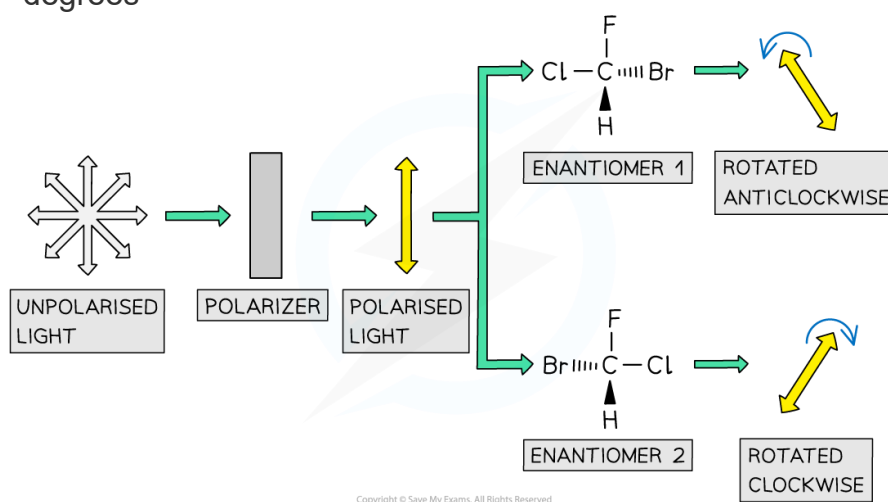 degrees
F
Cl—C Br
H
ENANTIOMER 1
ROTATED
ANTICLOCKWISE
UNPOLARISED
LIGHT
POLARIZER
POLARISED
LIGHT
F
Br C—Cl
H
ENANTIOMER 2
ROTATED
CLOCKWISE
Copyright © Save My Exams. All Rights Reserved